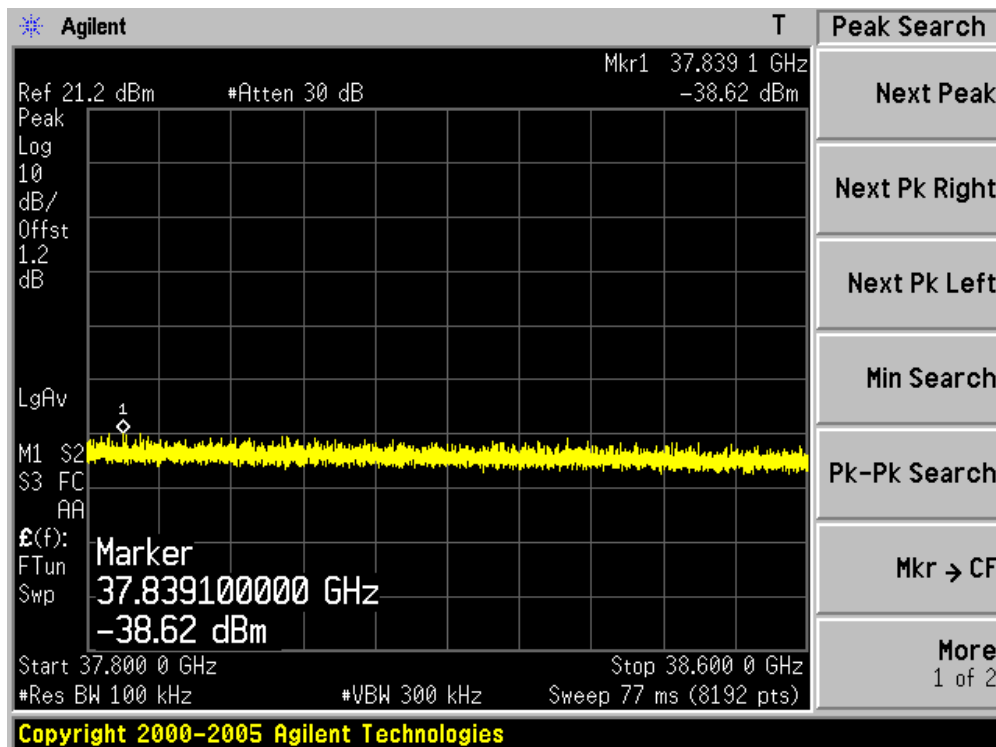 Agilent T
Mkr1 37.839 1 GHz
Ref 21.2 dBm #Atten 30 dB -38.62 dBm
Peak
Log
10
dB/
Offst
1.2
dB
LgAv
1
M1 S2
S3 FC
AA
£(f):
FTun
Swp
Marker
37.839100000 GHz
-38.62 dBm
Start 37.800 0 GHz Stop 38.600 0 GHz
#Res BW 100 kHz #VBW 300 kHz Sweep 77 ms (8192 pts)
Copyright 2000-2005 Agilent Technologies
Peak Search
Next Peak
Next Pk Right
Next Pk Left
Min Search
Pk-Pk Search
Mkr → CF
More
1 of 2